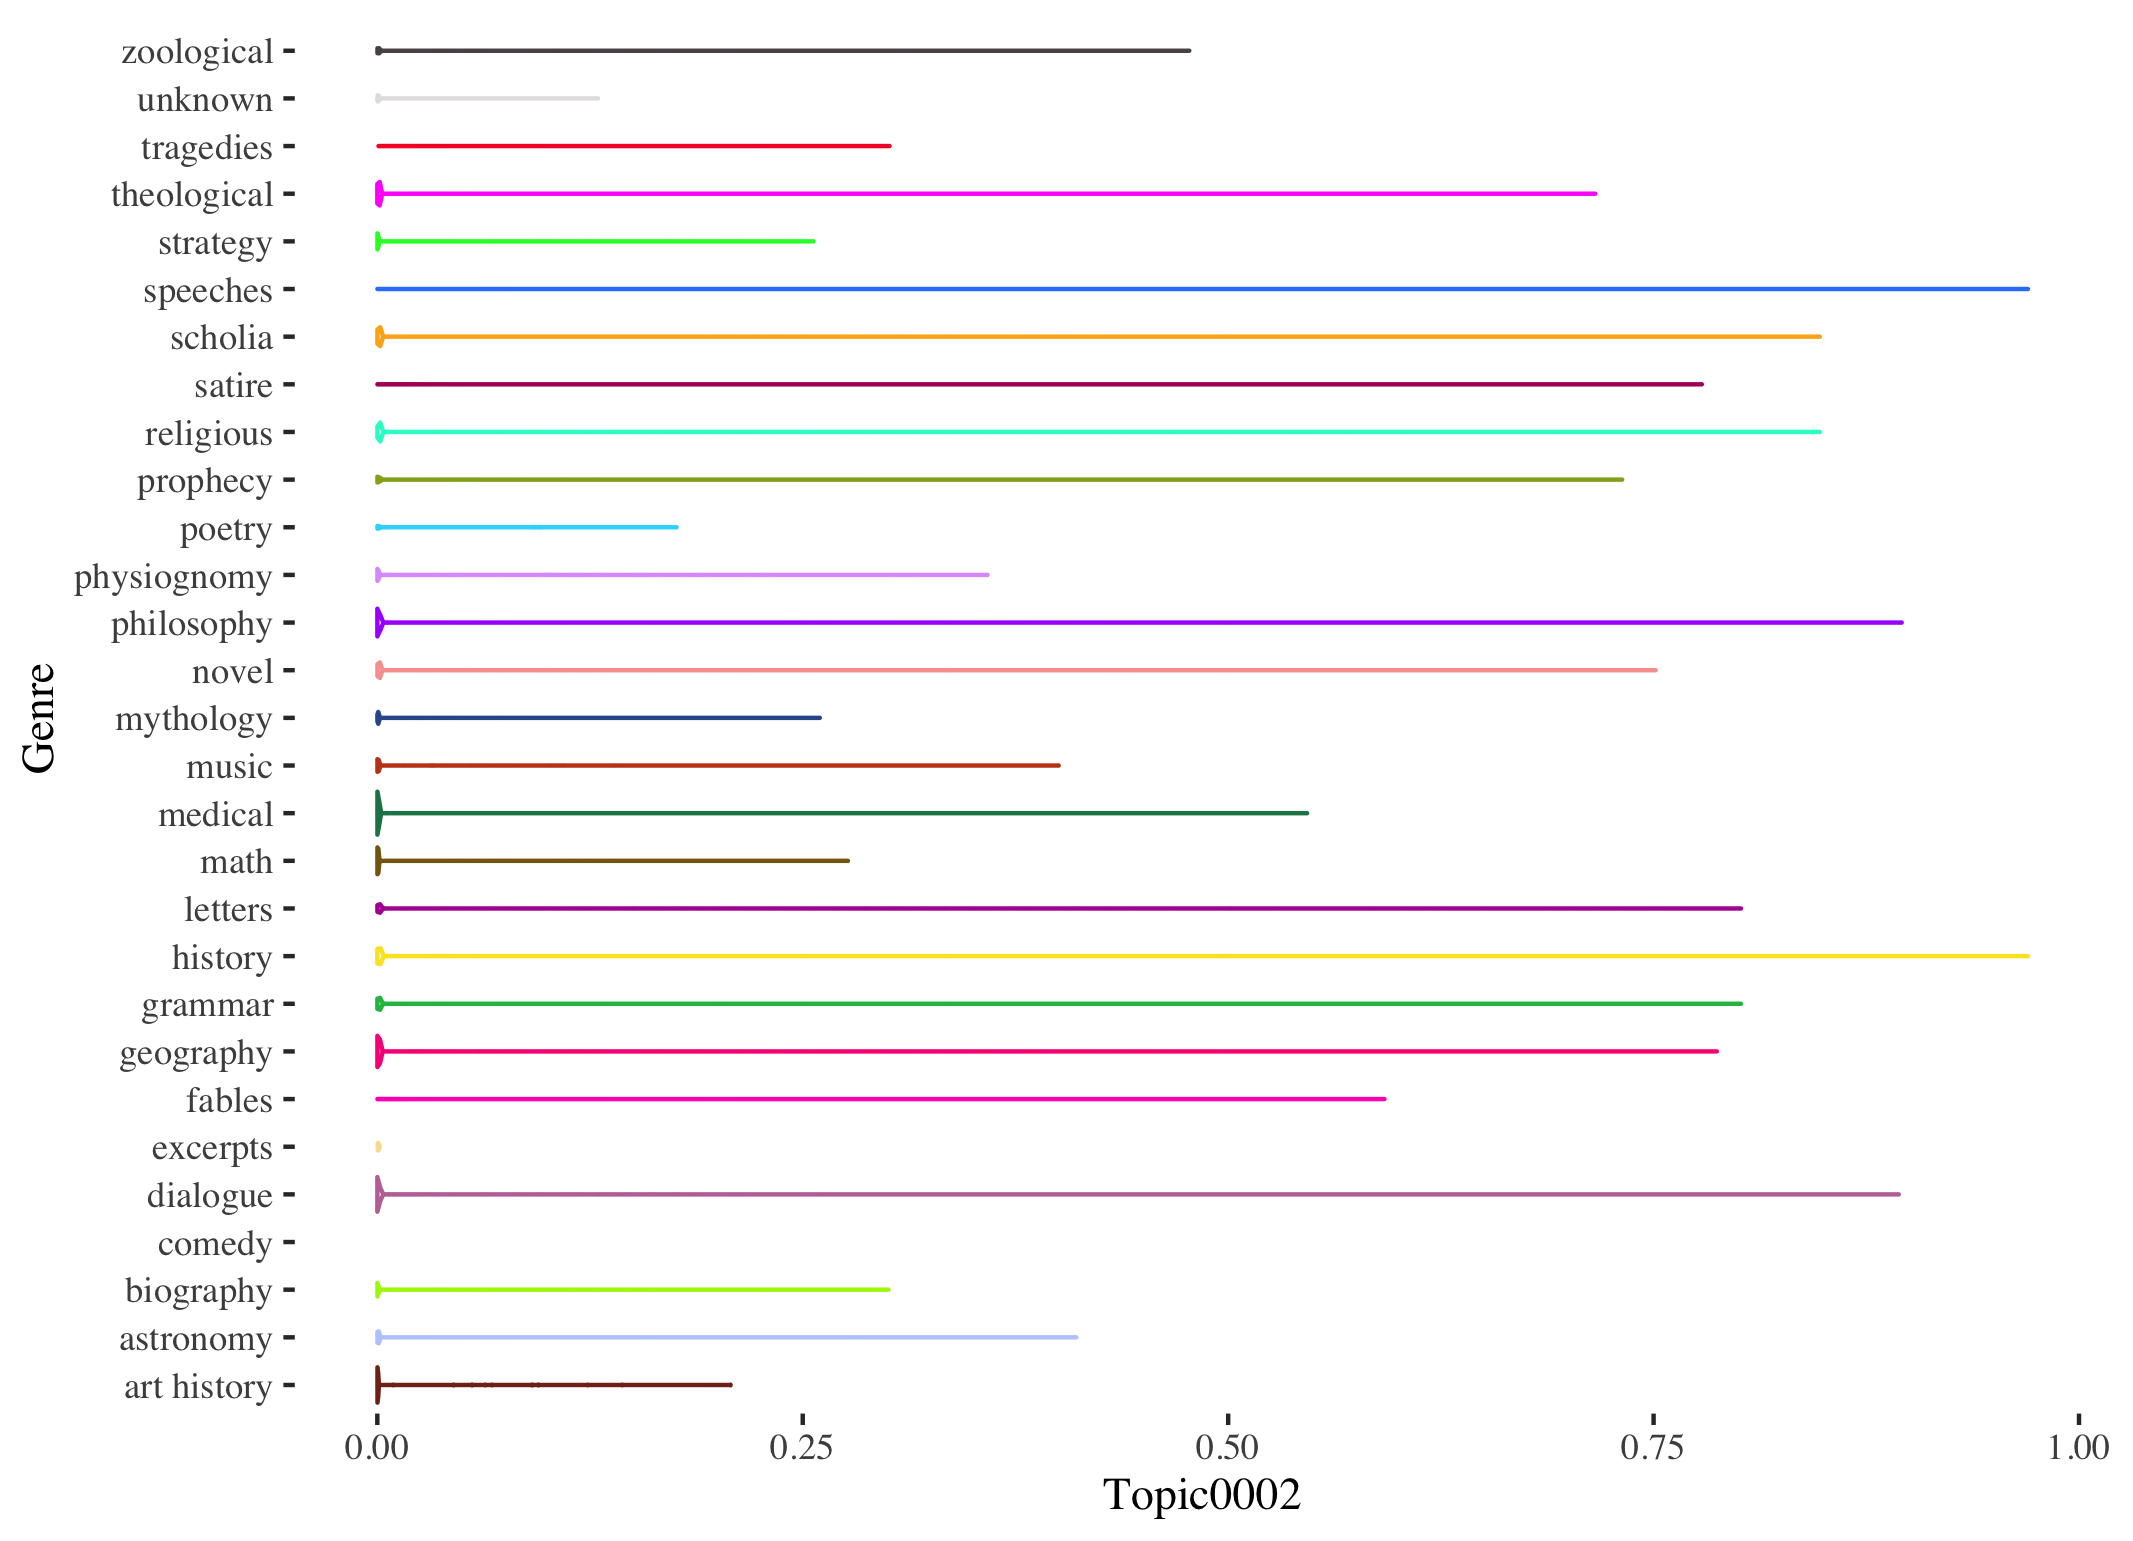 zoological
unknown
tragedies
theological
strategy
speeches
scholia
satire
religious
prophecy
poetry
physiognomy
philosophy
novel
mythology
music
medical
math
letters
history
grammar
geography
fables
excerpts
dialogue
comedy
biography
astronomy
art history
Genre
0.00 0.25 0.50 0.75 1.00
Topic0002